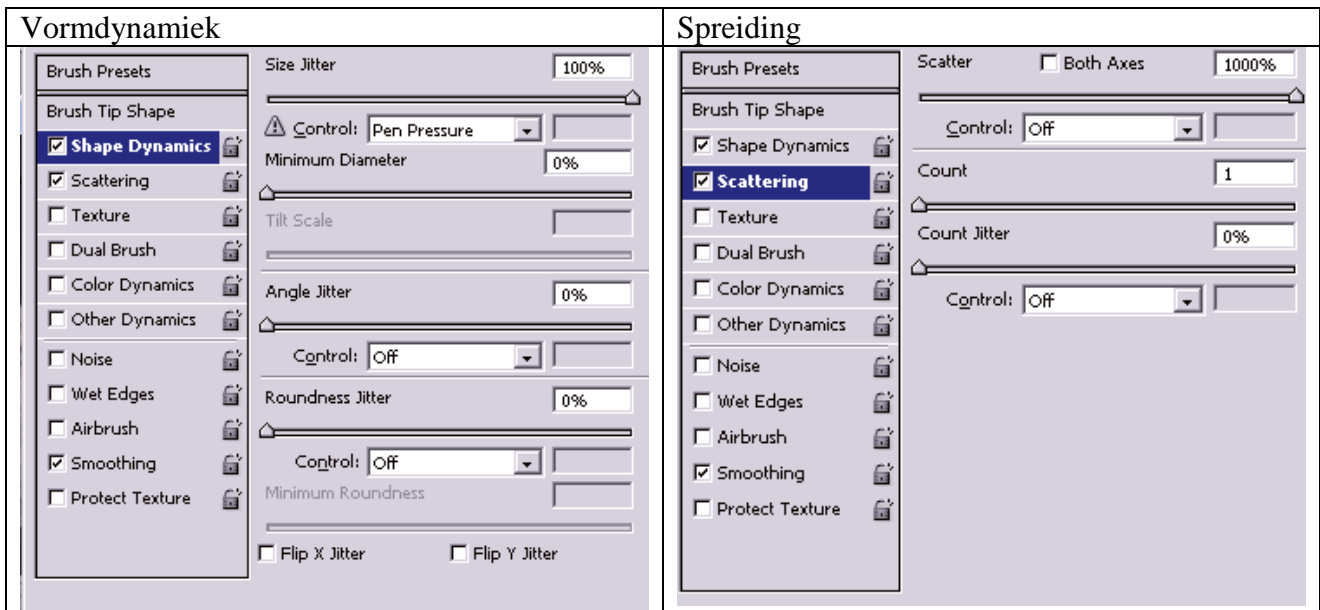 Vormdynamiek
Brush Presets
Brush Tip Shape
Shape Dynamics
Scattering
Texture
Dual Brush
Color Dynamics
Other Dynamics
Noise
Wet Edges
Airbrush
Smoothing
Protect Texture
Size Jitter 100%
Control: Pen Pressure
Minimum Diameter 0%
Tilt Scale
Angle Jitter 0%
Control: Off
Roundness Jitter 0%
Control: Off
Minimum Roundness
Flip X Jitter Flip Y Jitter
Spreiding
Brush Presets
Brush Tip Shape
Shape Dynamics
Scattering
Texture
Dual Brush
Color Dynamics
Other Dynamics
Noise
Wet Edges
Airbrush
Smoothing
Protect Texture
Scatter Both Axes 1000%
Control: Off
Count 1
Count Jitter 0%
Control: Off